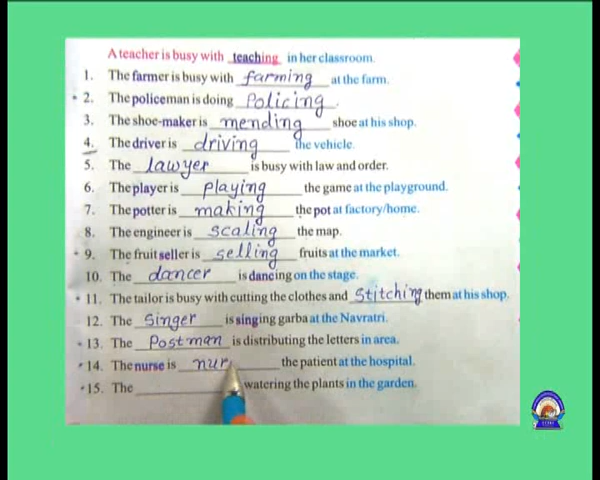 A teacher is busy with teaching in her classroom.
1. The farmer is busy with farming at the farm.
2. The policeman is doing Policing.
3. The shoe-maker is mending shoe at his shop.
4. The driver is driving the vehicle.
5. The lawyer is busy with law and order.
6. The player is playing the game at the playground.
7. The potter is making the pot at factory/home.
8. The engineer is scaling the map.
9. The fruit seller is selling fruits at the market.
10. The dancer is dancing on the stage.
11. The tailor is busy with cutting the clothes and stitching them at his shop.
12. The Singer is singing garba at the Navratri.
13. The Postman is distributing the letters in area.
14. The nurse is nur the patient at the hospital.
15. The watering the plants in the garden.